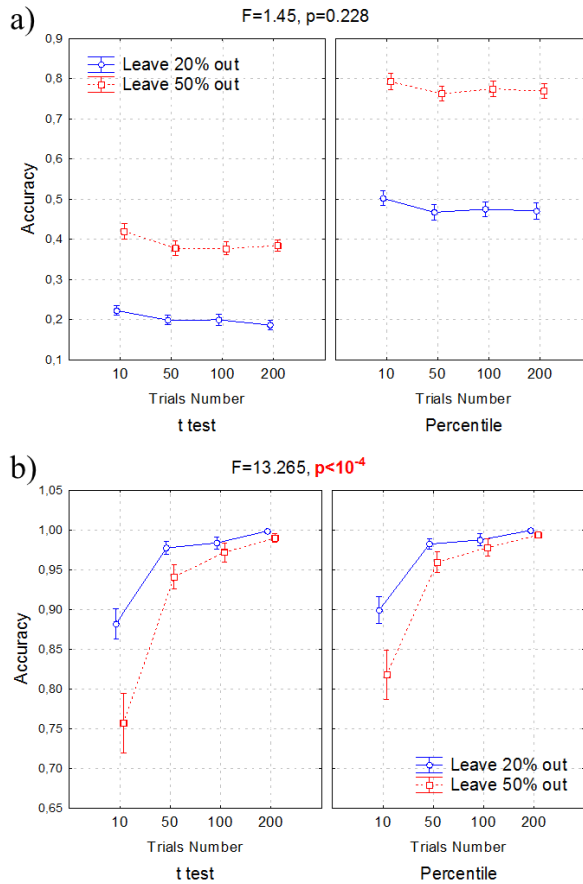 a)
F=1.45, p=0.228
Accuracy
0,9
0,8
0,7
0,6
0,5
0,4
0,3
0,2
0,1
Leave 20% out
Leave 50% out
10 50 100 200
Trials Number
t test
10 50 100 200
Trials Number
Percentile
b)
F=13.265, p<10⁻⁴
Accuracy
1,05
1,00
0,95
0,90
0,85
0,80
0,75
0,70
0,65
10 50 100 200
Trials Number
t test
Leave 20% out
Leave 50% out
10 50 100 200
Trials Number
Percentile